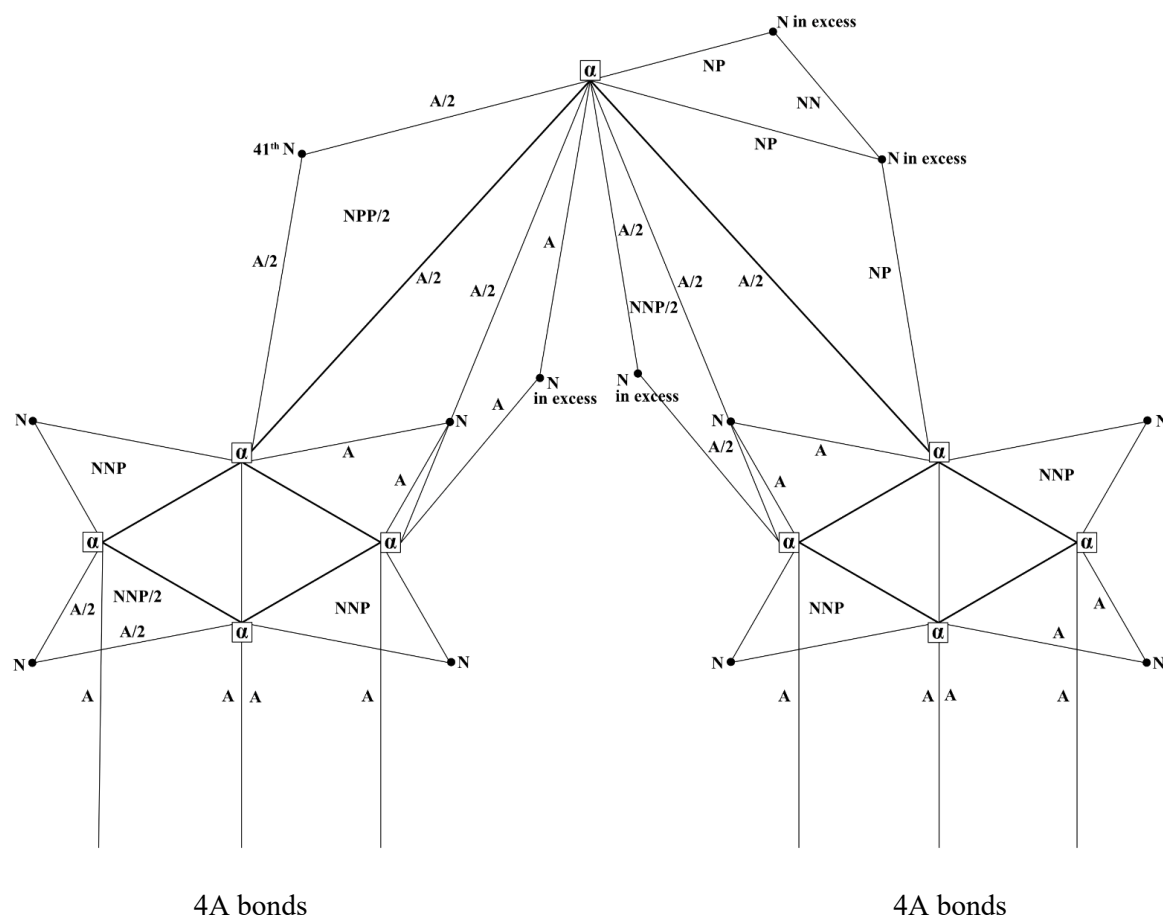 N in excess
α
NP
A/2
NN
41th N
NP
N in excess
NPP/2
A/2
A
A/2
A/2
A/2
A/2
A/2
NP
NNP/2
N
in excess
N
in excess
A
N
N
N
N
α
A
A
α
A
A/2
NNP
A
NNP
α
α
α
α
NNP/2
A/2
A/2
NNP
NNP
A
A
α
α
N
N
N
N
A
A
A
A
A
A
A
A
4A bonds
4A bonds